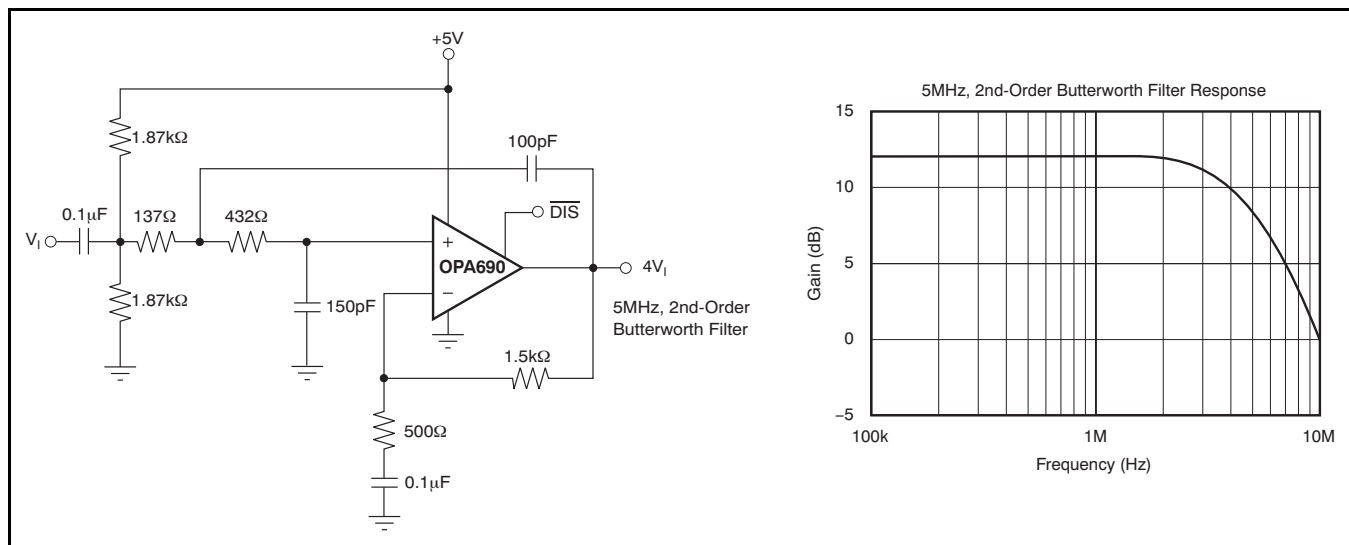 +5V
1.87kΩ
100pF
0.1μF
137Ω
432Ω
DIS
VI
+
OPA690
−
4VI
1.87kΩ
150pF
5MHz, 2nd-Order
Butterworth Filter
1.5kΩ
500Ω
0.1μF
5MHz, 2nd-Order Butterworth Filter Response
15
10
5
0
−5
Gain (dB)
100k
1M
10M
Frequency (Hz)